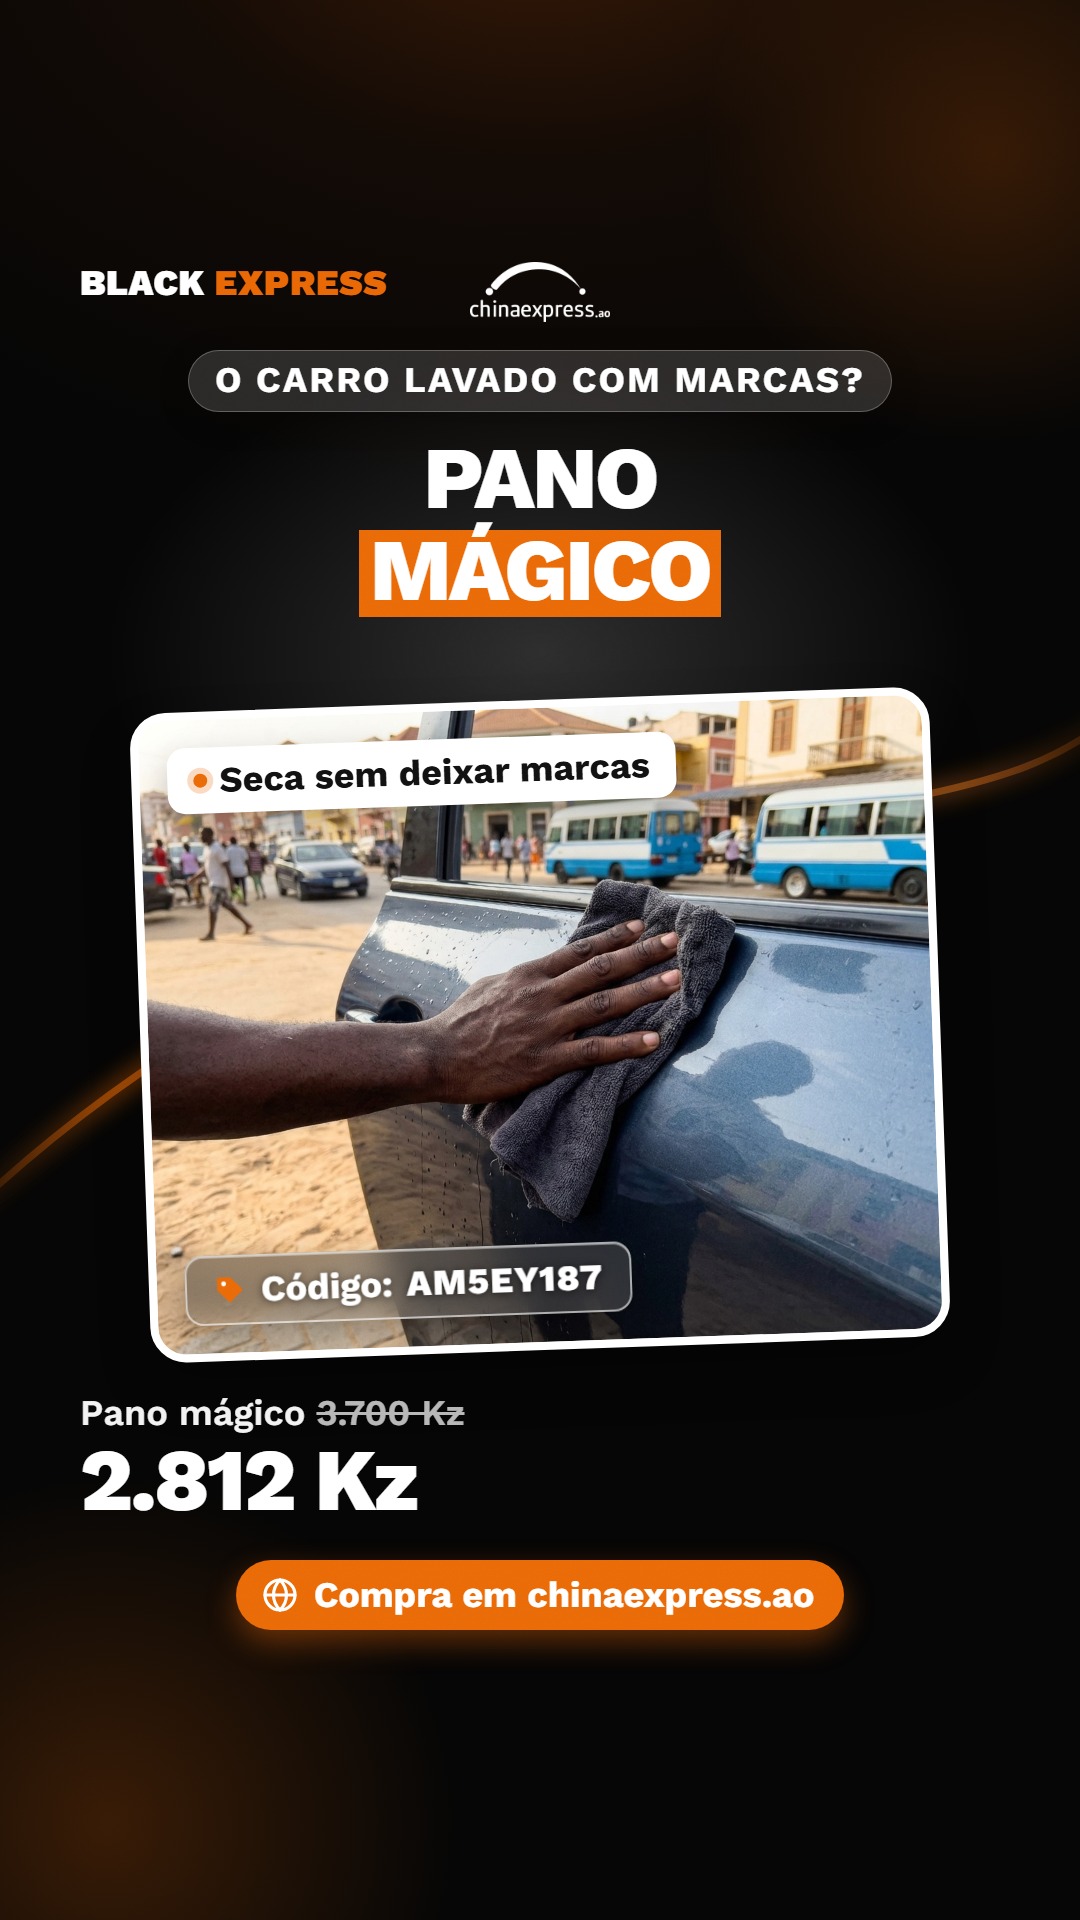 BLACK EXPRESS
chinaexpress.ao
O CARRO LAVADO COM MARCAS?
PANO
MÁGICO
Seca sem deixar marcas
Código: AM5EY187
Pano mágico 3.700 Kz
2.812 Kz
Compra em chinaexpress.ao